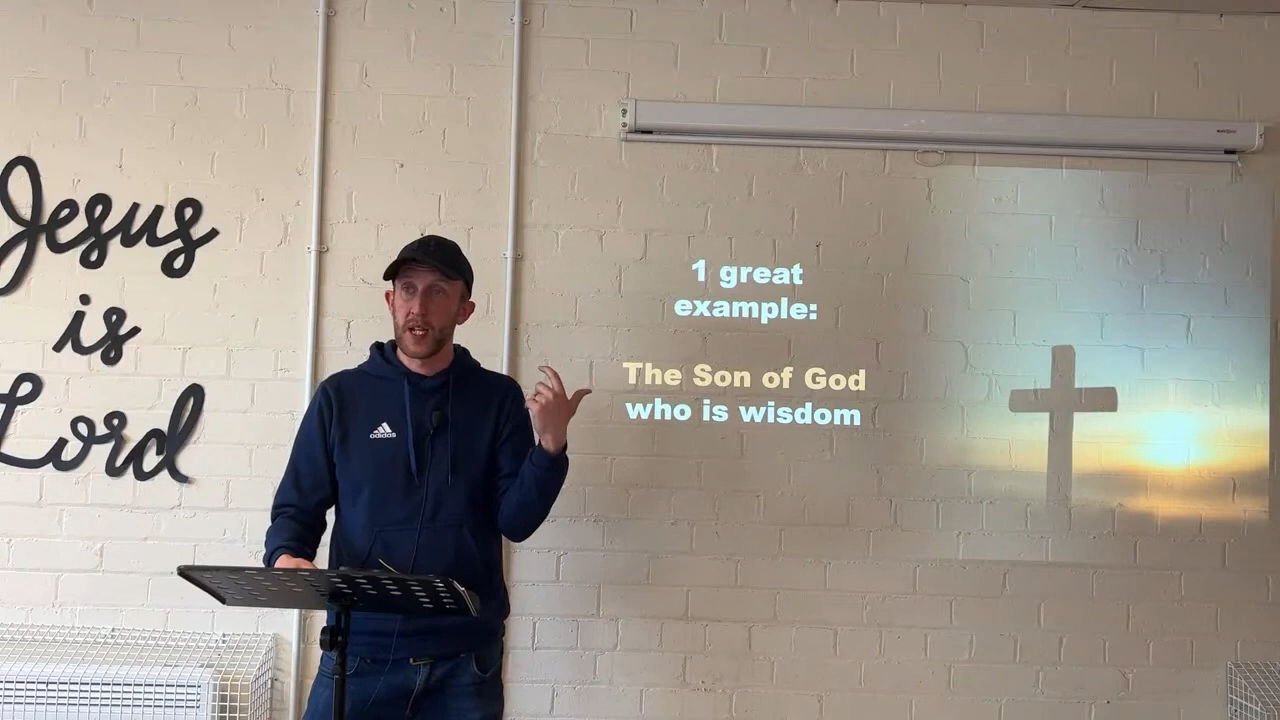 Jesus
is
Lord
1 great
example:
The Son of God
who is wisdom
adidas